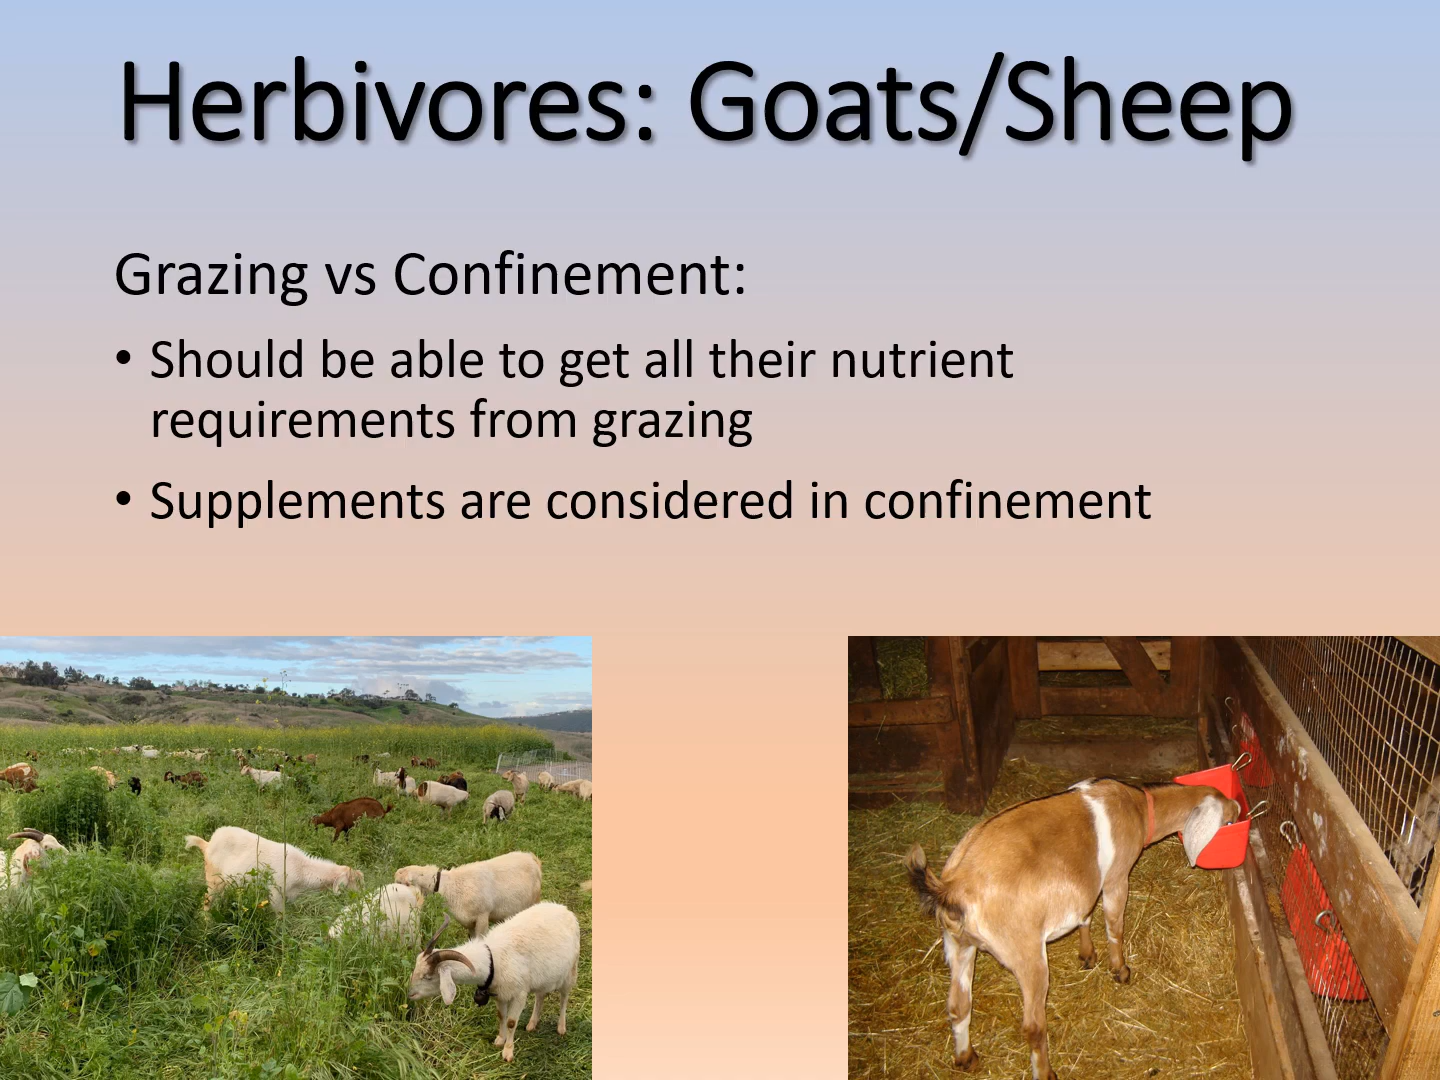 Herbivores: Goats/Sheep
Grazing vs Confinement:
• Should be able to get all their nutrient
requirements from grazing
• Supplements are considered in confinement